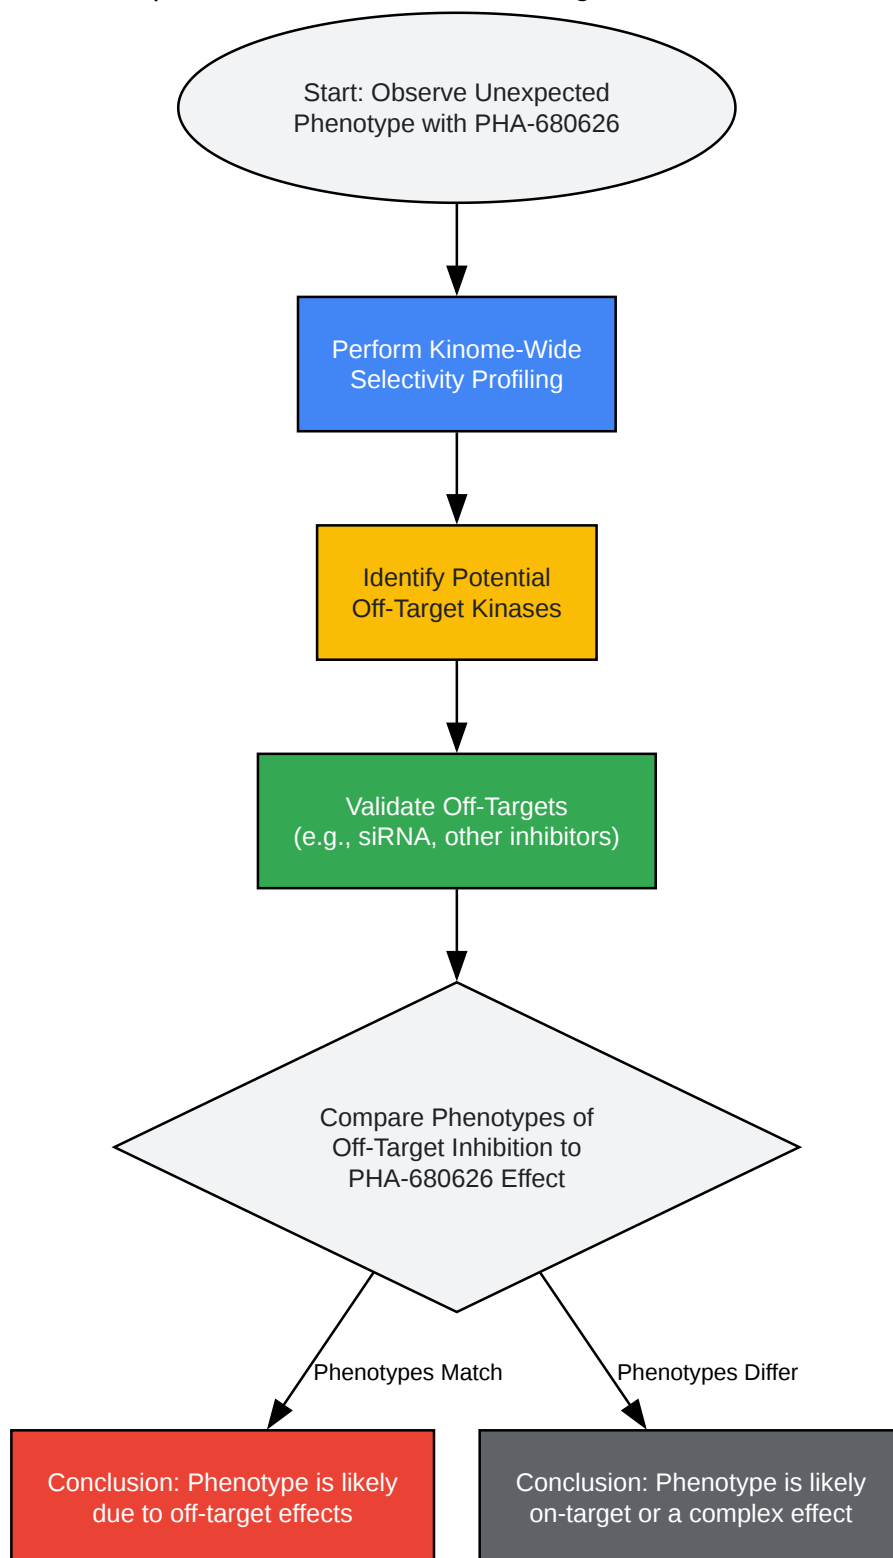 Start: Observe Unexpected
Phenotype with PHA-680626
Perform Kinome-Wide
Selectivity Profiling
Identify Potential
Off-Target Kinases
Validate Off-Targets
(e.g., siRNA, other inhibitors)
Compare Phenotypes of
Off-Target Inhibition to
PHA-680626 Effect
Phenotypes Match
Phenotypes Differ
Conclusion: Phenotype is likely
due to off-target effects
Conclusion: Phenotype is likely
on-target or a complex effect